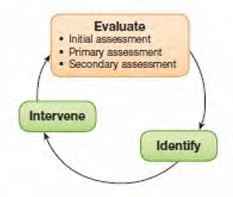 Evaluate
• Initial assessment
• Primary assessment
• Secondary assessment
Intervene
Identify